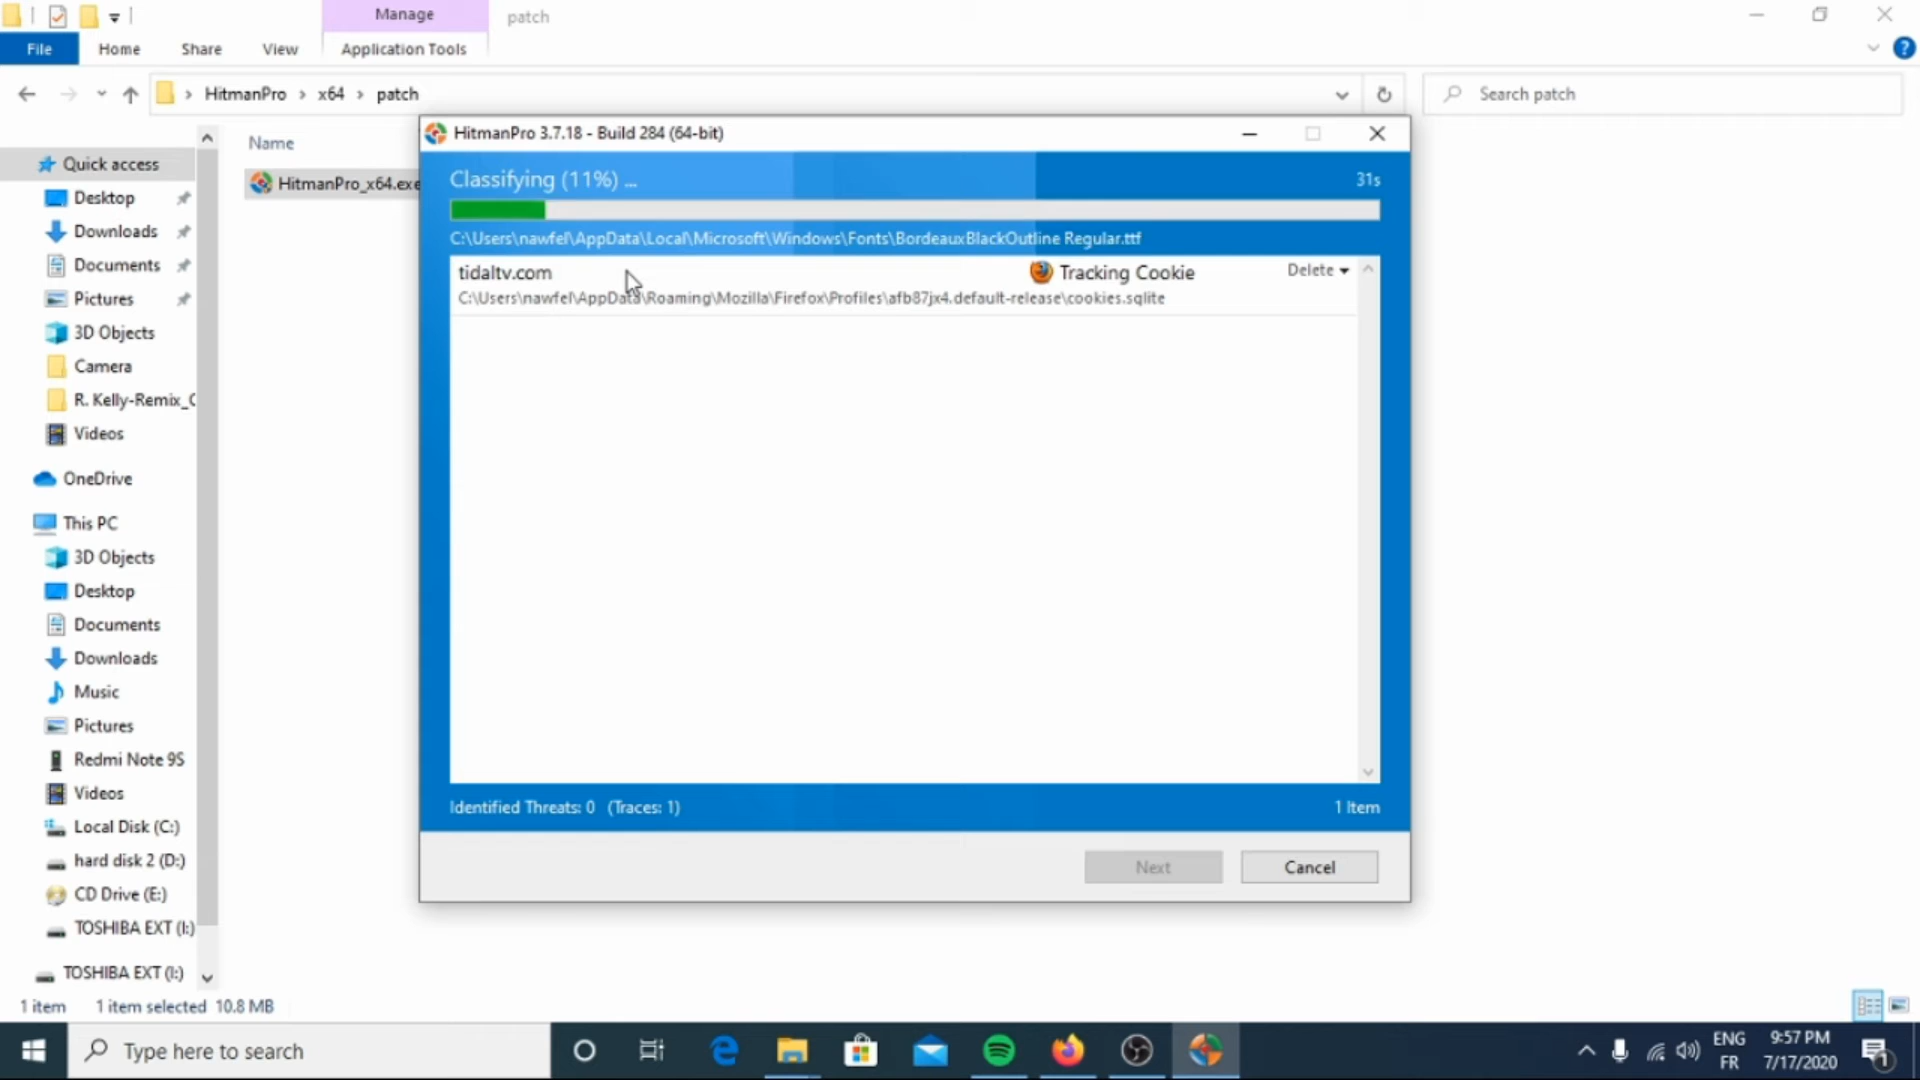 Manage
patch
File
Home
Share
View
Application Tools
HitmanPro
x64
patch
Search patch
Name
HitmanPro_x64.exe
Quick access
Desktop
Downloads
Documents
Pictures
3D Objects
Camera
R. Kelly-Remix_C
Videos
OneDrive
This PC
3D Objects
Desktop
Documents
Downloads
Music
Pictures
Redmi Note 9S
Videos
Local Disk (C:)
hard disk 2 (D:)
CD Drive (E:)
TOSHIBA EXT (I:)
TOSHIBA EXT (I:)
HitmanPro 3.7.18 - Build 284 (64-bit)
Classifying (11%) ...
31s
C:\Users\nawfel\AppData\Local\Microsoft\Windows\Fonts\BordeauxBlackOutline Regular.ttf
tidaltv.com
Tracking Cookie
Delete
C:\Users\nawfel\AppData\Roaming\Mozilla\Firefox\Profiles\afb87jx4.default-release\cookies.sqlite
Identified Threats: 0 (Traces: 1)
1 Item
Next
Cancel
1 item
1 item selected 10.8 MB
Type here to search
ENG
FR
9:57 PM
7/17/2020
1